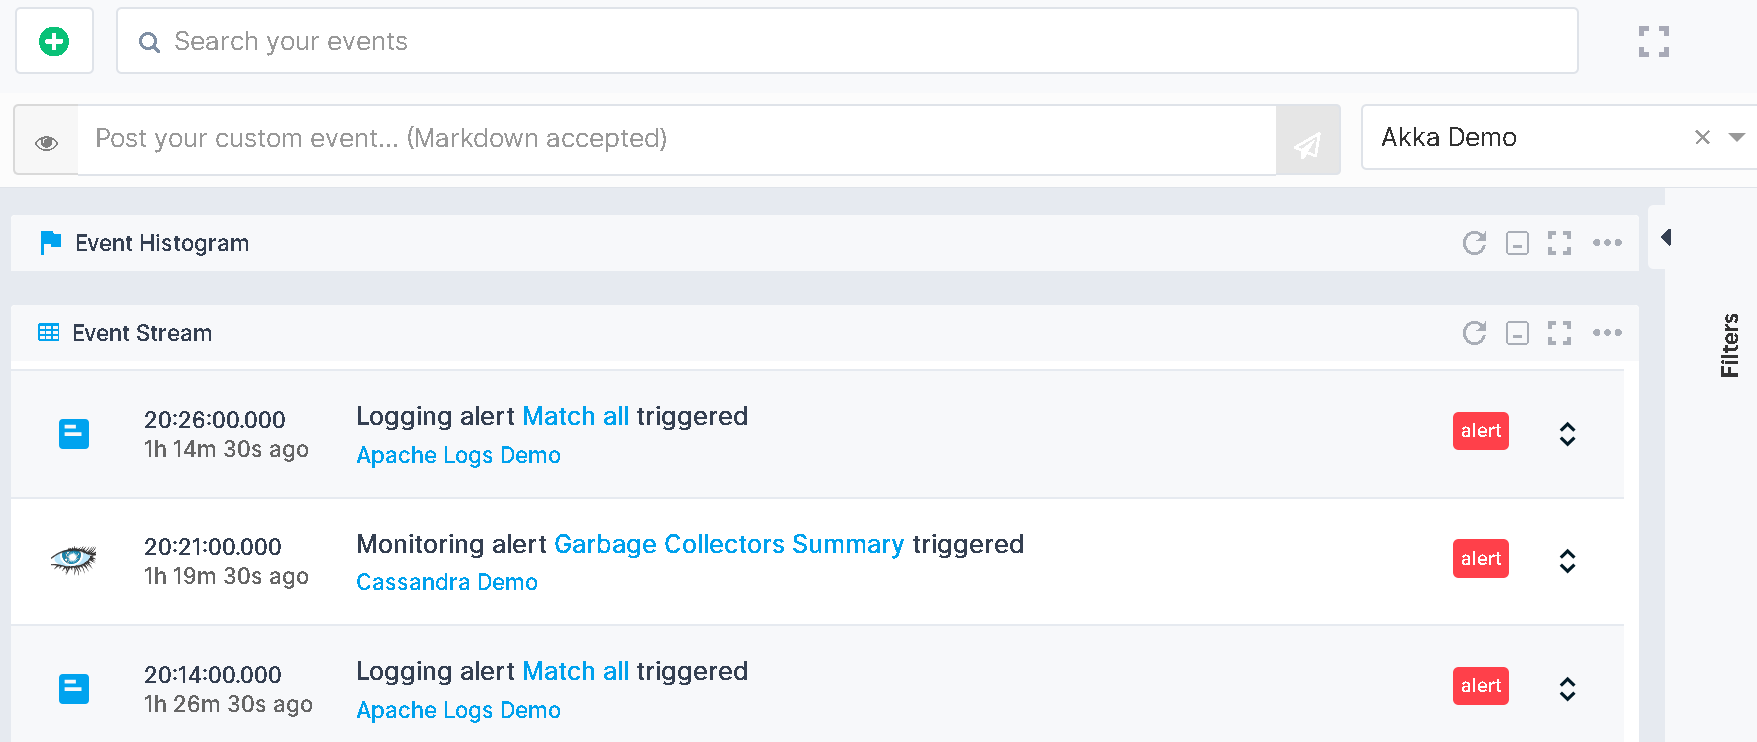 Search your events
Post your custom event... (Markdown accepted)
Akka Demo
Event Histogram
Event Stream
Filters
20:26:00.000
1h 14m 30s ago
Logging alert Match all triggered
Apache Logs Demo
alert
20:21:00.000
1h 19m 30s ago
Monitoring alert Garbage Collectors Summary triggered
Cassandra Demo
alert
20:14:00.000
1h 26m 30s ago
Logging alert Match all triggered
Apache Logs Demo
alert